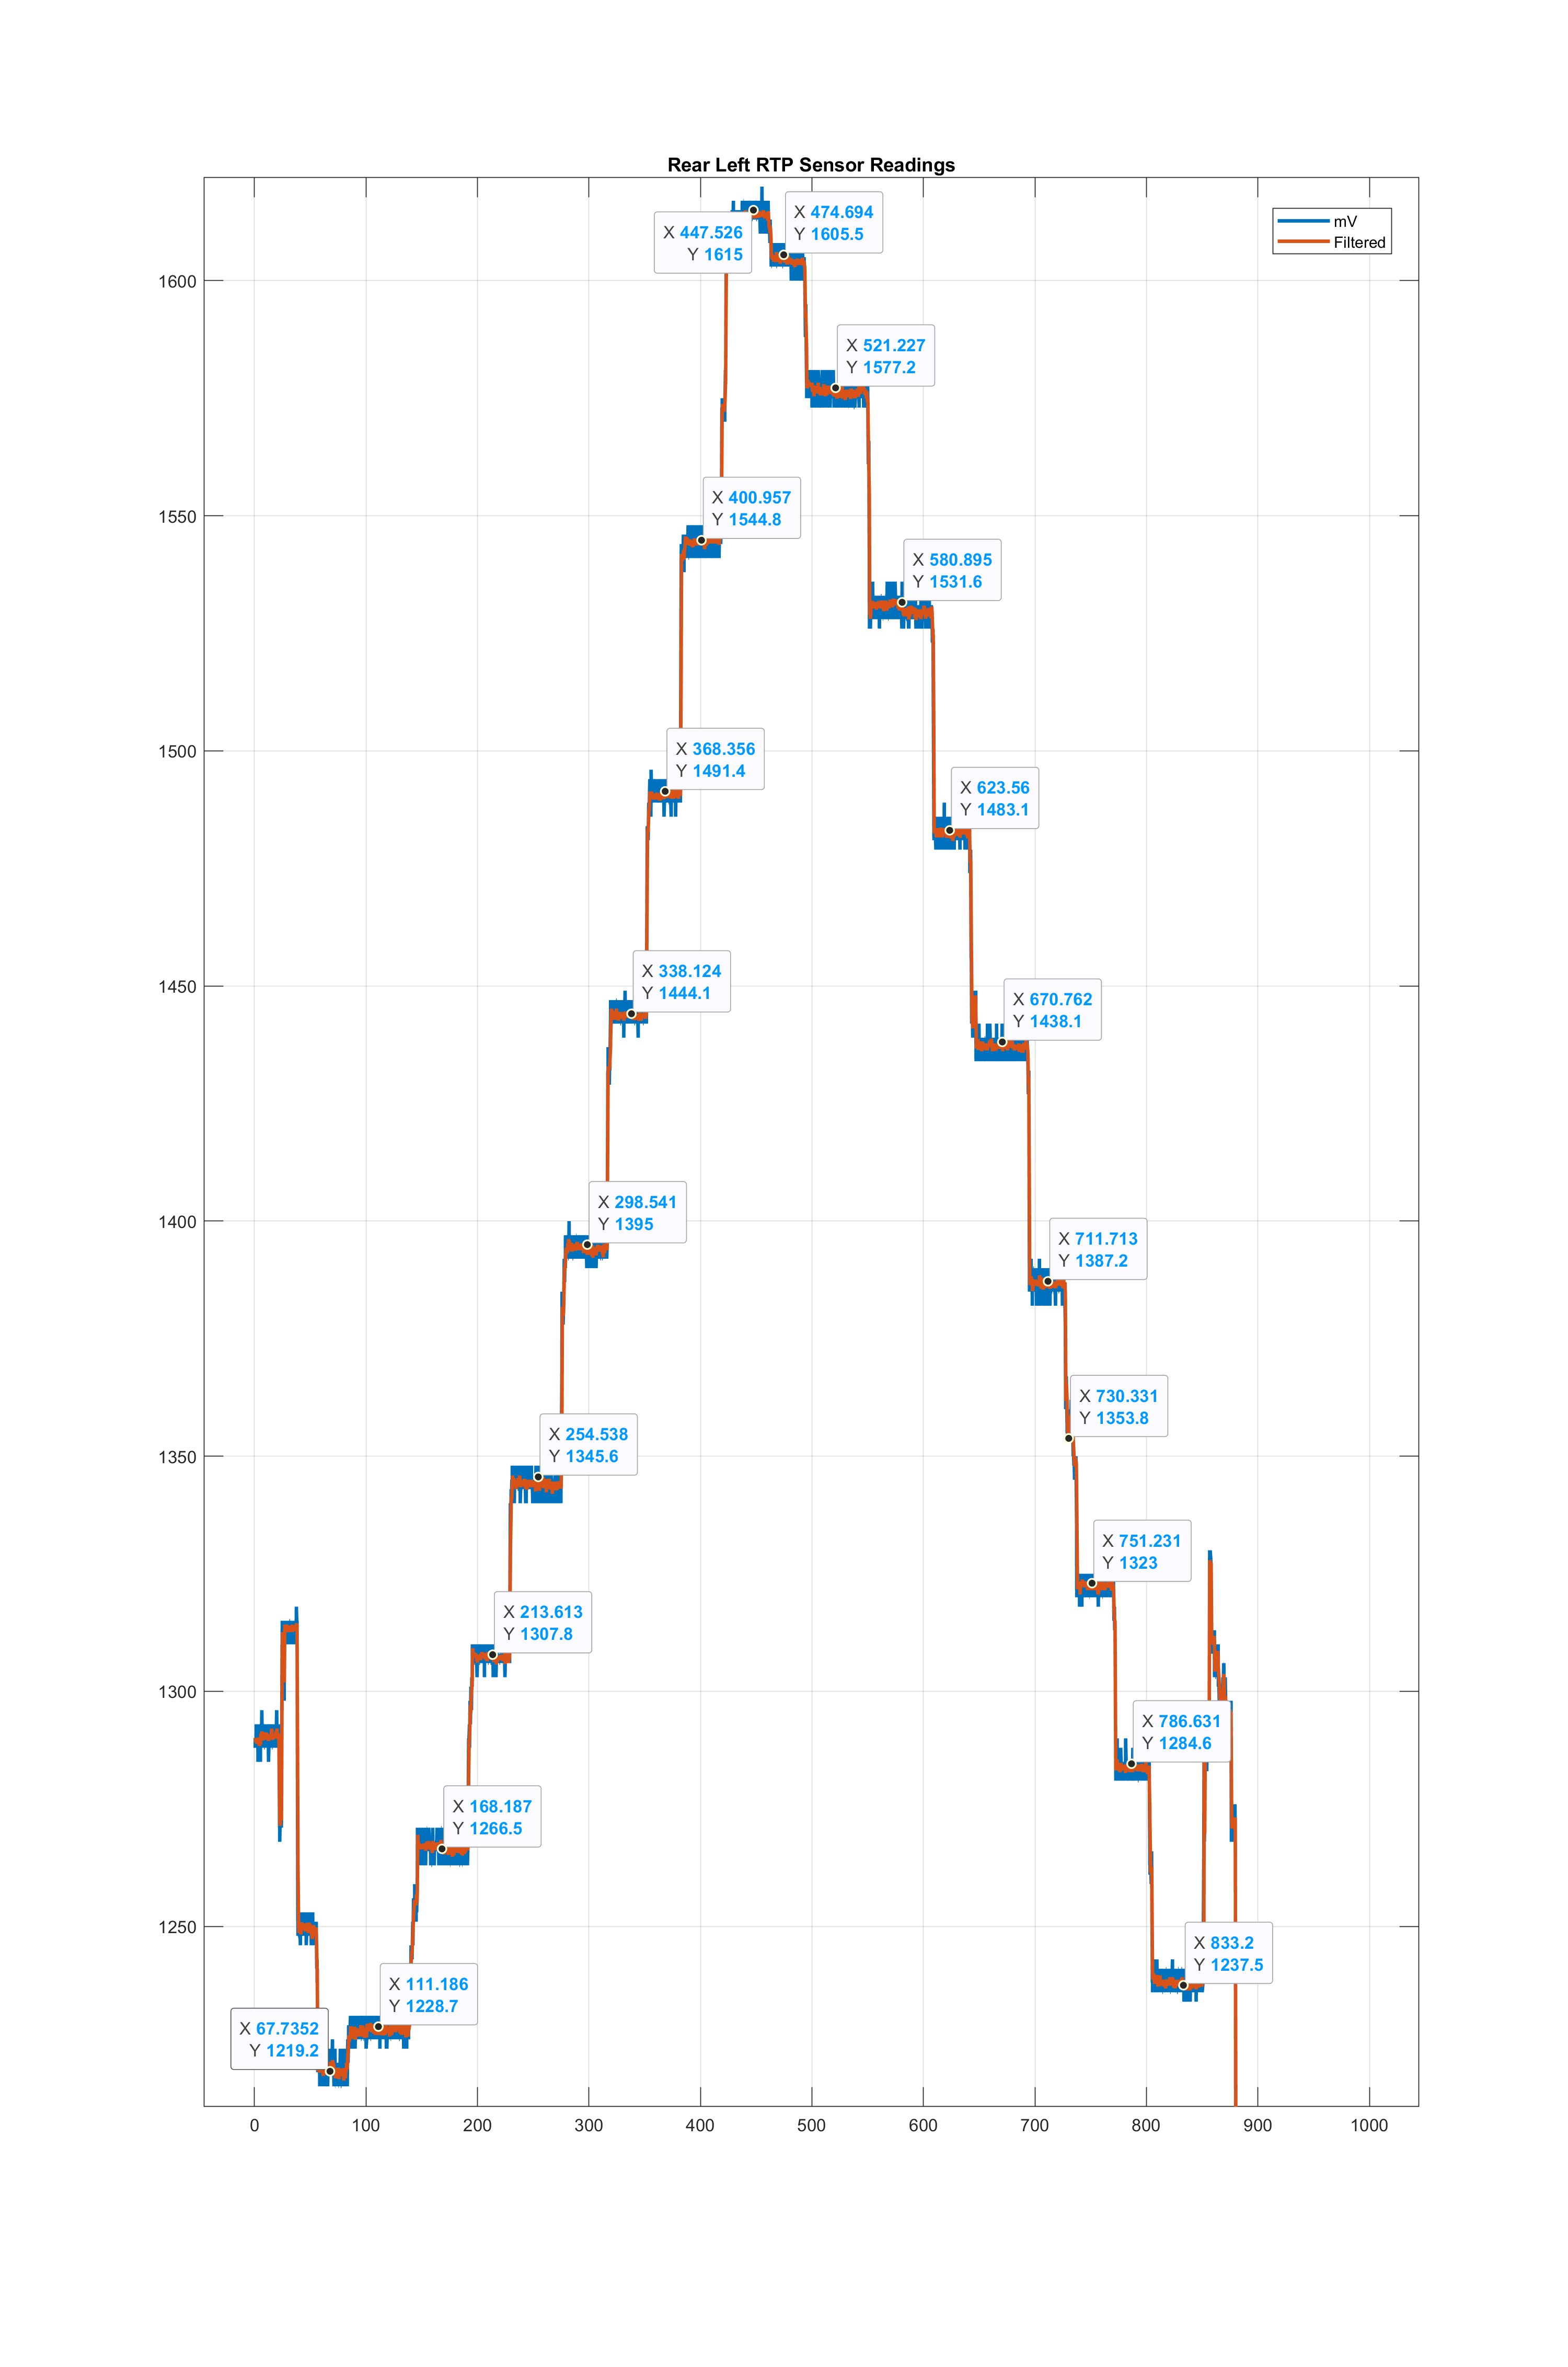 Rear Left RTP Sensor Readings
mV
Filtered
X 474.694
Y 1605.5
X 447.526
Y 1615
1600
X 521.227
Y 1577.2
X 400.957
Y 1544.8
1550
X 580.895
Y 1531.6
X 368.356
Y 1491.4
1500
X 623.56
Y 1483.1
X 338.124
Y 1444.1
1450
X 670.762
Y 1438.1
X 298.541
Y 1395
1400
X 711.713
Y 1387.2
X 730.331
Y 1353.8
X 254.538
Y 1345.6
1350
X 751.231
Y 1323
X 213.613
Y 1307.8
1300
X 786.631
Y 1284.6
X 168.187
Y 1266.5
1250
X 833.2
Y 1237.5
X 111.186
Y 1228.7
X 67.7352
Y 1219.2
0 100 200 300 400 500 600 700 800 900 1000